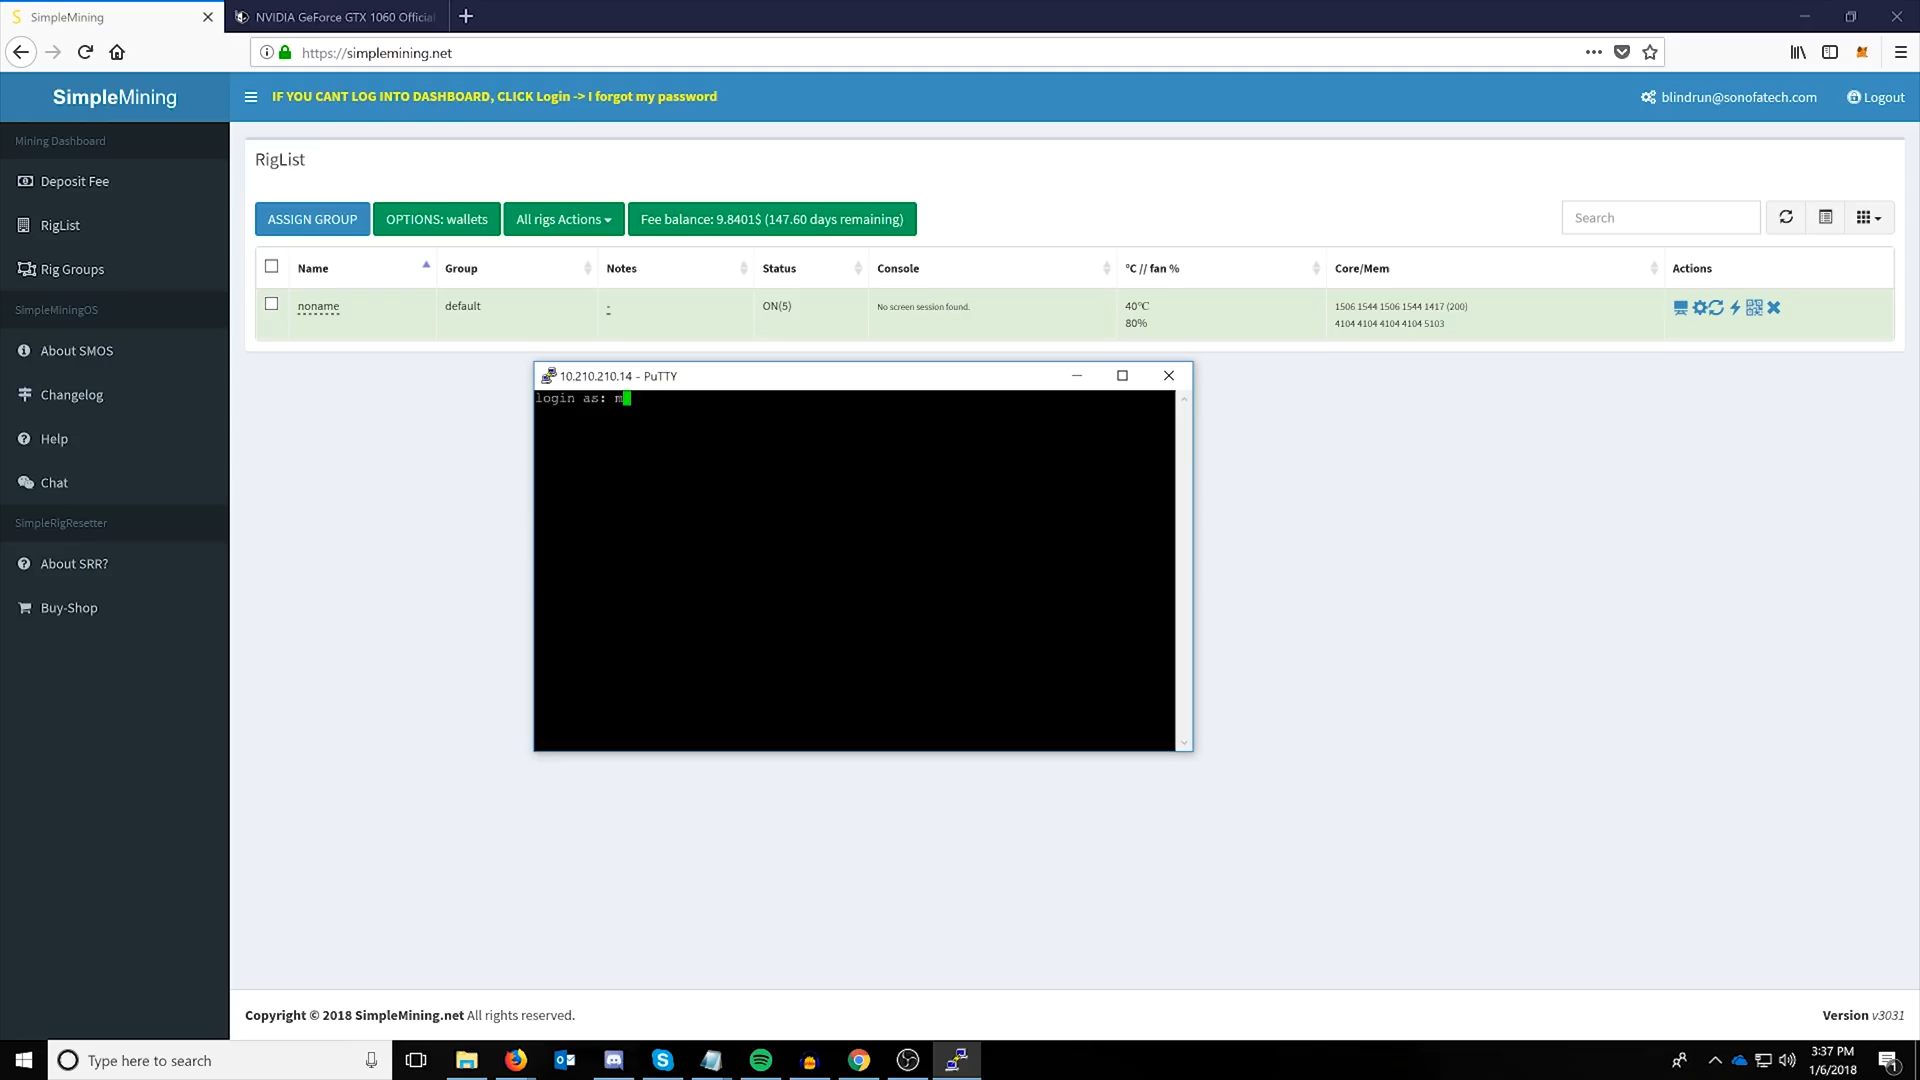 SimpleMining
NVIDIA GeForce GTX 1060 Official
https://simplemining.net
SimpleMining
IF YOU CANT LOG INTO DASHBOARD, CLICK Login -> I forgot my password
blindrun@sonofatech.com
Logout
Mining Dashboard
Deposit Fee
RigList
Rig Groups
SimpleMiningOS
About SMOS
Changelog
Help
Chat
SimpleRigResetter
About SRR?
Buy-Shop
RigList
ASSIGN GROUP
OPTIONS: wallets
All rigs Actions
Fee balance: 9.8401$ (147.60 days remaining)
Search
Name Group Notes Status Console °C // fan % Core/Mem Actions
noname default - ON(5) No screen session found. 40°C 1506 1544 1506 1544 1417 (200)
80% 4104 4104 4104 4104 5103
10.210.210.14 - PuTTY
login as: m
Copyright © 2018 SimpleMining.net All rights reserved.
Version v3031
Type here to search
3:37 PM
1/6/2018
1